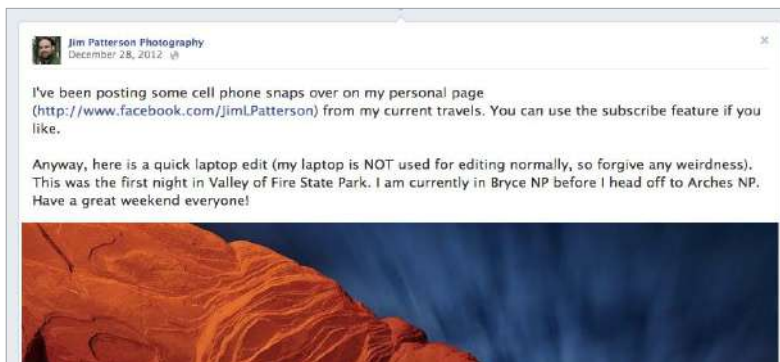 Jim Patterson Photography
December 28, 2012
I've been posting some cell phone snaps over on my personal page
(http://www.facebook.com/JimLPatterson) from my current travels. You can use the subscribe feature if you
like.
Anyway, here is a quick laptop edit (my laptop is NOT used for editing normally, so forgive any weirdness).
This was the first night in Valley of Fire State Park. I am currently in Bryce NP before I head off to Arches NP.
Have a great weekend everyone!